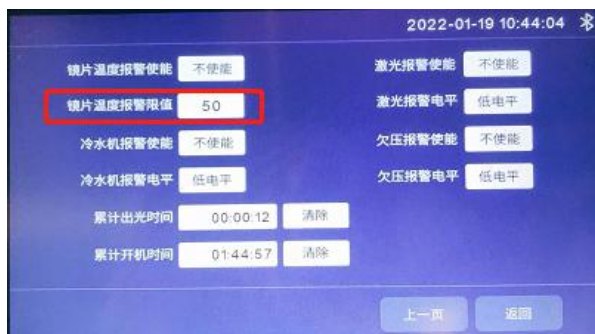 2022-01-19 10:44:04
镜片温度报警使能 不使能 激光报警使能 不使能
镜片温度报警限值 50 激光报警电平 低电平
冷水机报警使能 不使能 欠压报警使能 不使能
冷水机报警电平 低电平 欠压报警电平 低电平
累计出光时间 00:00:12 清除
累计开机时间 01:44:57 清除
上一页 返回